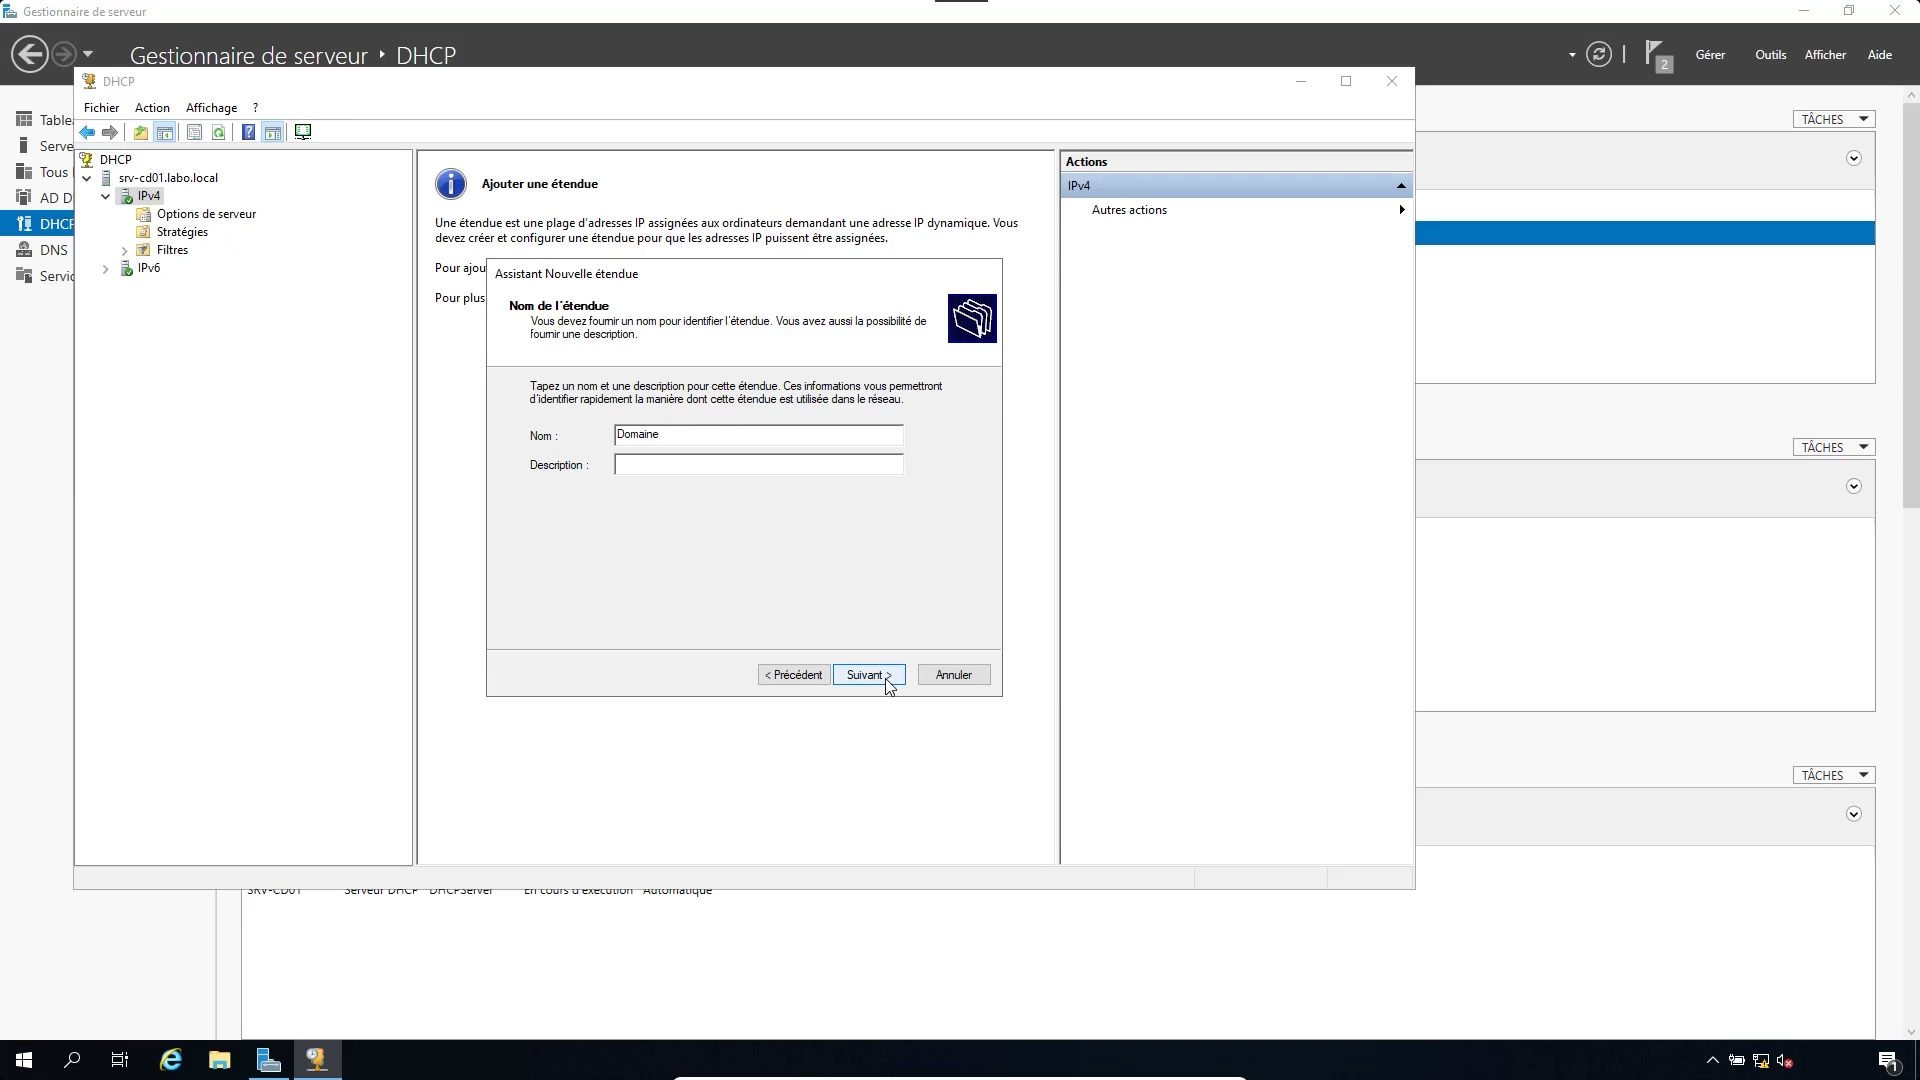 Gestionnaire de serveur
Gestionnaire de serveur ‣ DHCP
2
Gérer
Outils
Afficher
Aide
DHCP
Fichier
Action
Affichage
?
DHCP
srv-cd01.labo.local
IPv4
Options de serveur
Stratégies
Filtres
IPv6
Tous
AD D
DHCP
DNS
Ajouter une étendue
Une étendue est une plage d'adresses IP assignées aux ordinateurs demandant une adresse IP dynamique. Vous
devez créer et configurer une étendue pour que les adresses IP puissent être assignées.
Pour ajou
Pour plus
Assistant Nouvelle étendue
Nom de l'étendue
Vous devez fournir un nom pour identifier l'étendue. Vous avez aussi la possibilité de
fournir une description.
Tapez un nom et une description pour cette étendue. Ces informations vous permettront
d'identifier rapidement la manière dont cette étendue est utilisée dans le réseau.
Nom :
Domaine
Description :
< Précédent
Suivant >
Annuler
Actions
IPv4
Autres actions
TÂCHES
TÂCHES
TÂCHES
SRV-CD01
Serveur DHCP
DHCPServer
En cours d'exécution
Automatique
1